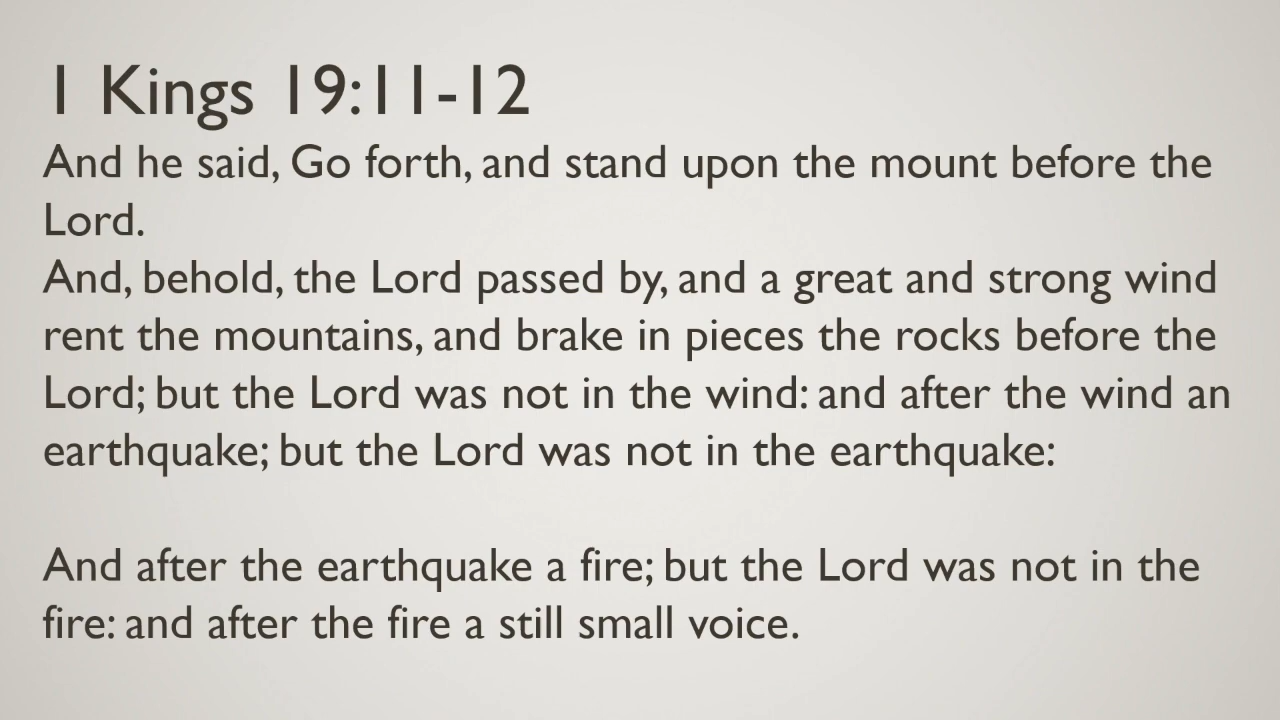 1 Kings 19:11-12
And he said, Go forth, and stand upon the mount before the
Lord.
And, behold, the Lord passed by, and a great and strong wind
rent the mountains, and brake in pieces the rocks before the
Lord; but the Lord was not in the wind: and after the wind an
earthquake; but the Lord was not in the earthquake:
And after the earthquake a fire; but the Lord was not in the
fire: and after the fire a still small voice.